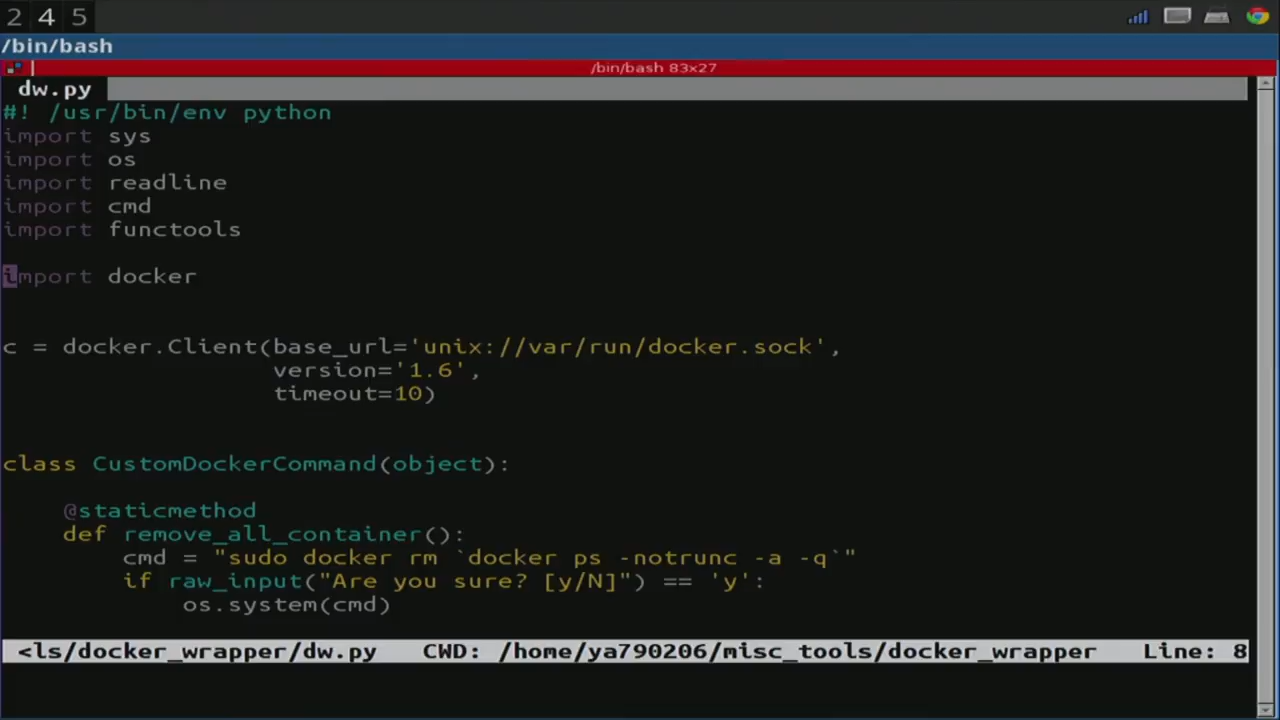 2 4 5
/bin/bash
/bin/bash 83x27
dw.py
#! /usr/bin/env python
import sys
import os
import readline
import cmd
import functools
import docker
c = docker.Client(base_url='unix://var/run/docker.sock',
version='1.6',
timeout=10)
class CustomDockerCommand(object):
@staticmethod
def remove_all_container():
cmd = "sudo docker rm `docker ps -notrunc -a -q`"
if raw_input("Are you sure? [y/N]") == 'y':
os.system(cmd)
<ls/docker_wrapper/dw.py CWD: /home/ya790206/misc_tools/docker_wrapper Line: 8